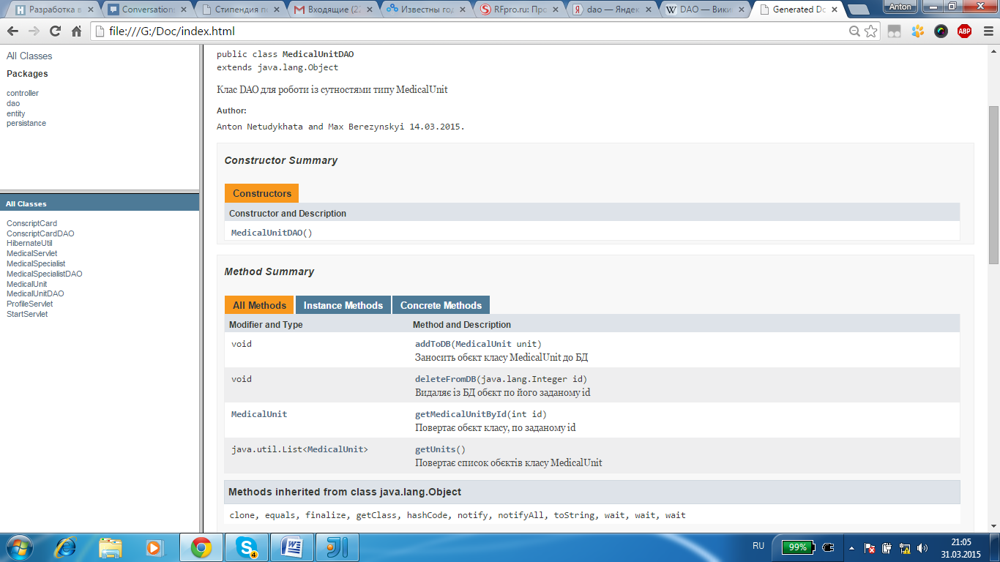 Разработка в
Conversation
Стипендия по
Входящие (22
Известны год
RFpro.ru: Про
dao — Яндек
DAO — Вики
Generated Do
Anton
file:///G:/Doc/index.html
ABP
All Classes
Packages
controller
dao
entity
persistance
All Classes
ConscriptCard
ConscriptCardDAO
HibernateUtil
MedicalServlet
MedicalSpecialist
MedicalSpecialistDAO
MedicalUnit
MedicalUnitDAO
ProfileServlet
StartServlet
public class MedicalUnitDAO
extends java.lang.Object
Клас DAO для роботи із сутностями типу MedicalUnit
Author:
Anton Netudykhata and Max Berezynskyi 14.03.2015.
Constructor Summary
Constructors
Constructor and Description
MedicalUnitDAO()
Method Summary
All Methods Instance Methods Concrete Methods
Modifier and Type Method and Description
void addToDB(MedicalUnit unit)
Заносить обєкт класу MedicalUnit до БД
void deleteFromDB(java.lang.Integer id)
Видаляє із БД обєкт по його заданому id
MedicalUnit getMedicalUnitById(int id)
Повертає обєкт класу, по заданому id
java.util.List<MedicalUnit> getUnits()
Повертає список обєктів класу MedicalUnit
Methods inherited from class java.lang.Object
clone, equals, finalize, getClass, hashCode, notify, notifyAll, toString, wait, wait, wait
4
RU
99%
21:05
31.03.2015